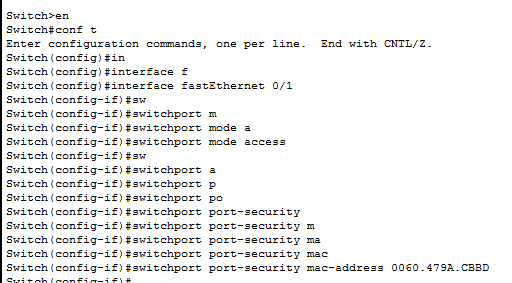 Switch>en
Switch#conf t
Enter configuration commands, one per line.  End with CNTL/Z.
Switch(config)#in
Switch(config)#interface f
Switch(config)#interface fastEthernet 0/1
Switch(config-if)#sw
Switch(config-if)#switchport m
Switch(config-if)#switchport mode a
Switch(config-if)#switchport mode access
Switch(config-if)#sw
Switch(config-if)#switchport a
Switch(config-if)#switchport p
Switch(config-if)#switchport po
Switch(config-if)#switchport port-security
Switch(config-if)#switchport port-security m
Switch(config-if)#switchport port-security ma
Switch(config-if)#switchport port-security mac
Switch(config-if)#switchport port-security mac-address 0060.479A.CBBD
Switch(config-if)#